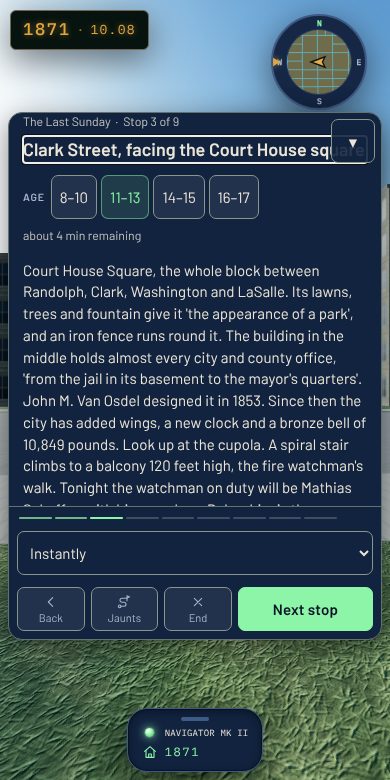 1871 · 10.08
N
W
E
S
The Last Sunday · Stop 3 of 9
Clark Street, facing the Court House square
AGE
8–10
11–13
14–15
16–17
about 4 min remaining
Court House Square, the whole block between
Randolph, Clark, Washington and LaSalle. Its lawns,
trees and fountain give it 'the appearance of a park',
and an iron fence runs round it. The building in the
middle holds almost every city and county office,
'from the jail in its basement to the mayor's quarters'.
John M. Van Osdel designed it in 1853. Since then the
city has added wings, a new clock and a bronze bell of
10,849 pounds. Look up at the cupola. A spiral stair
climbs to a balcony 120 feet high, the fire watchman's
walk. Tonight the watchman on duty will be Mathias
Instantly
Back
Jaunts
End
Next stop
NAVIGATOR MK II
1871